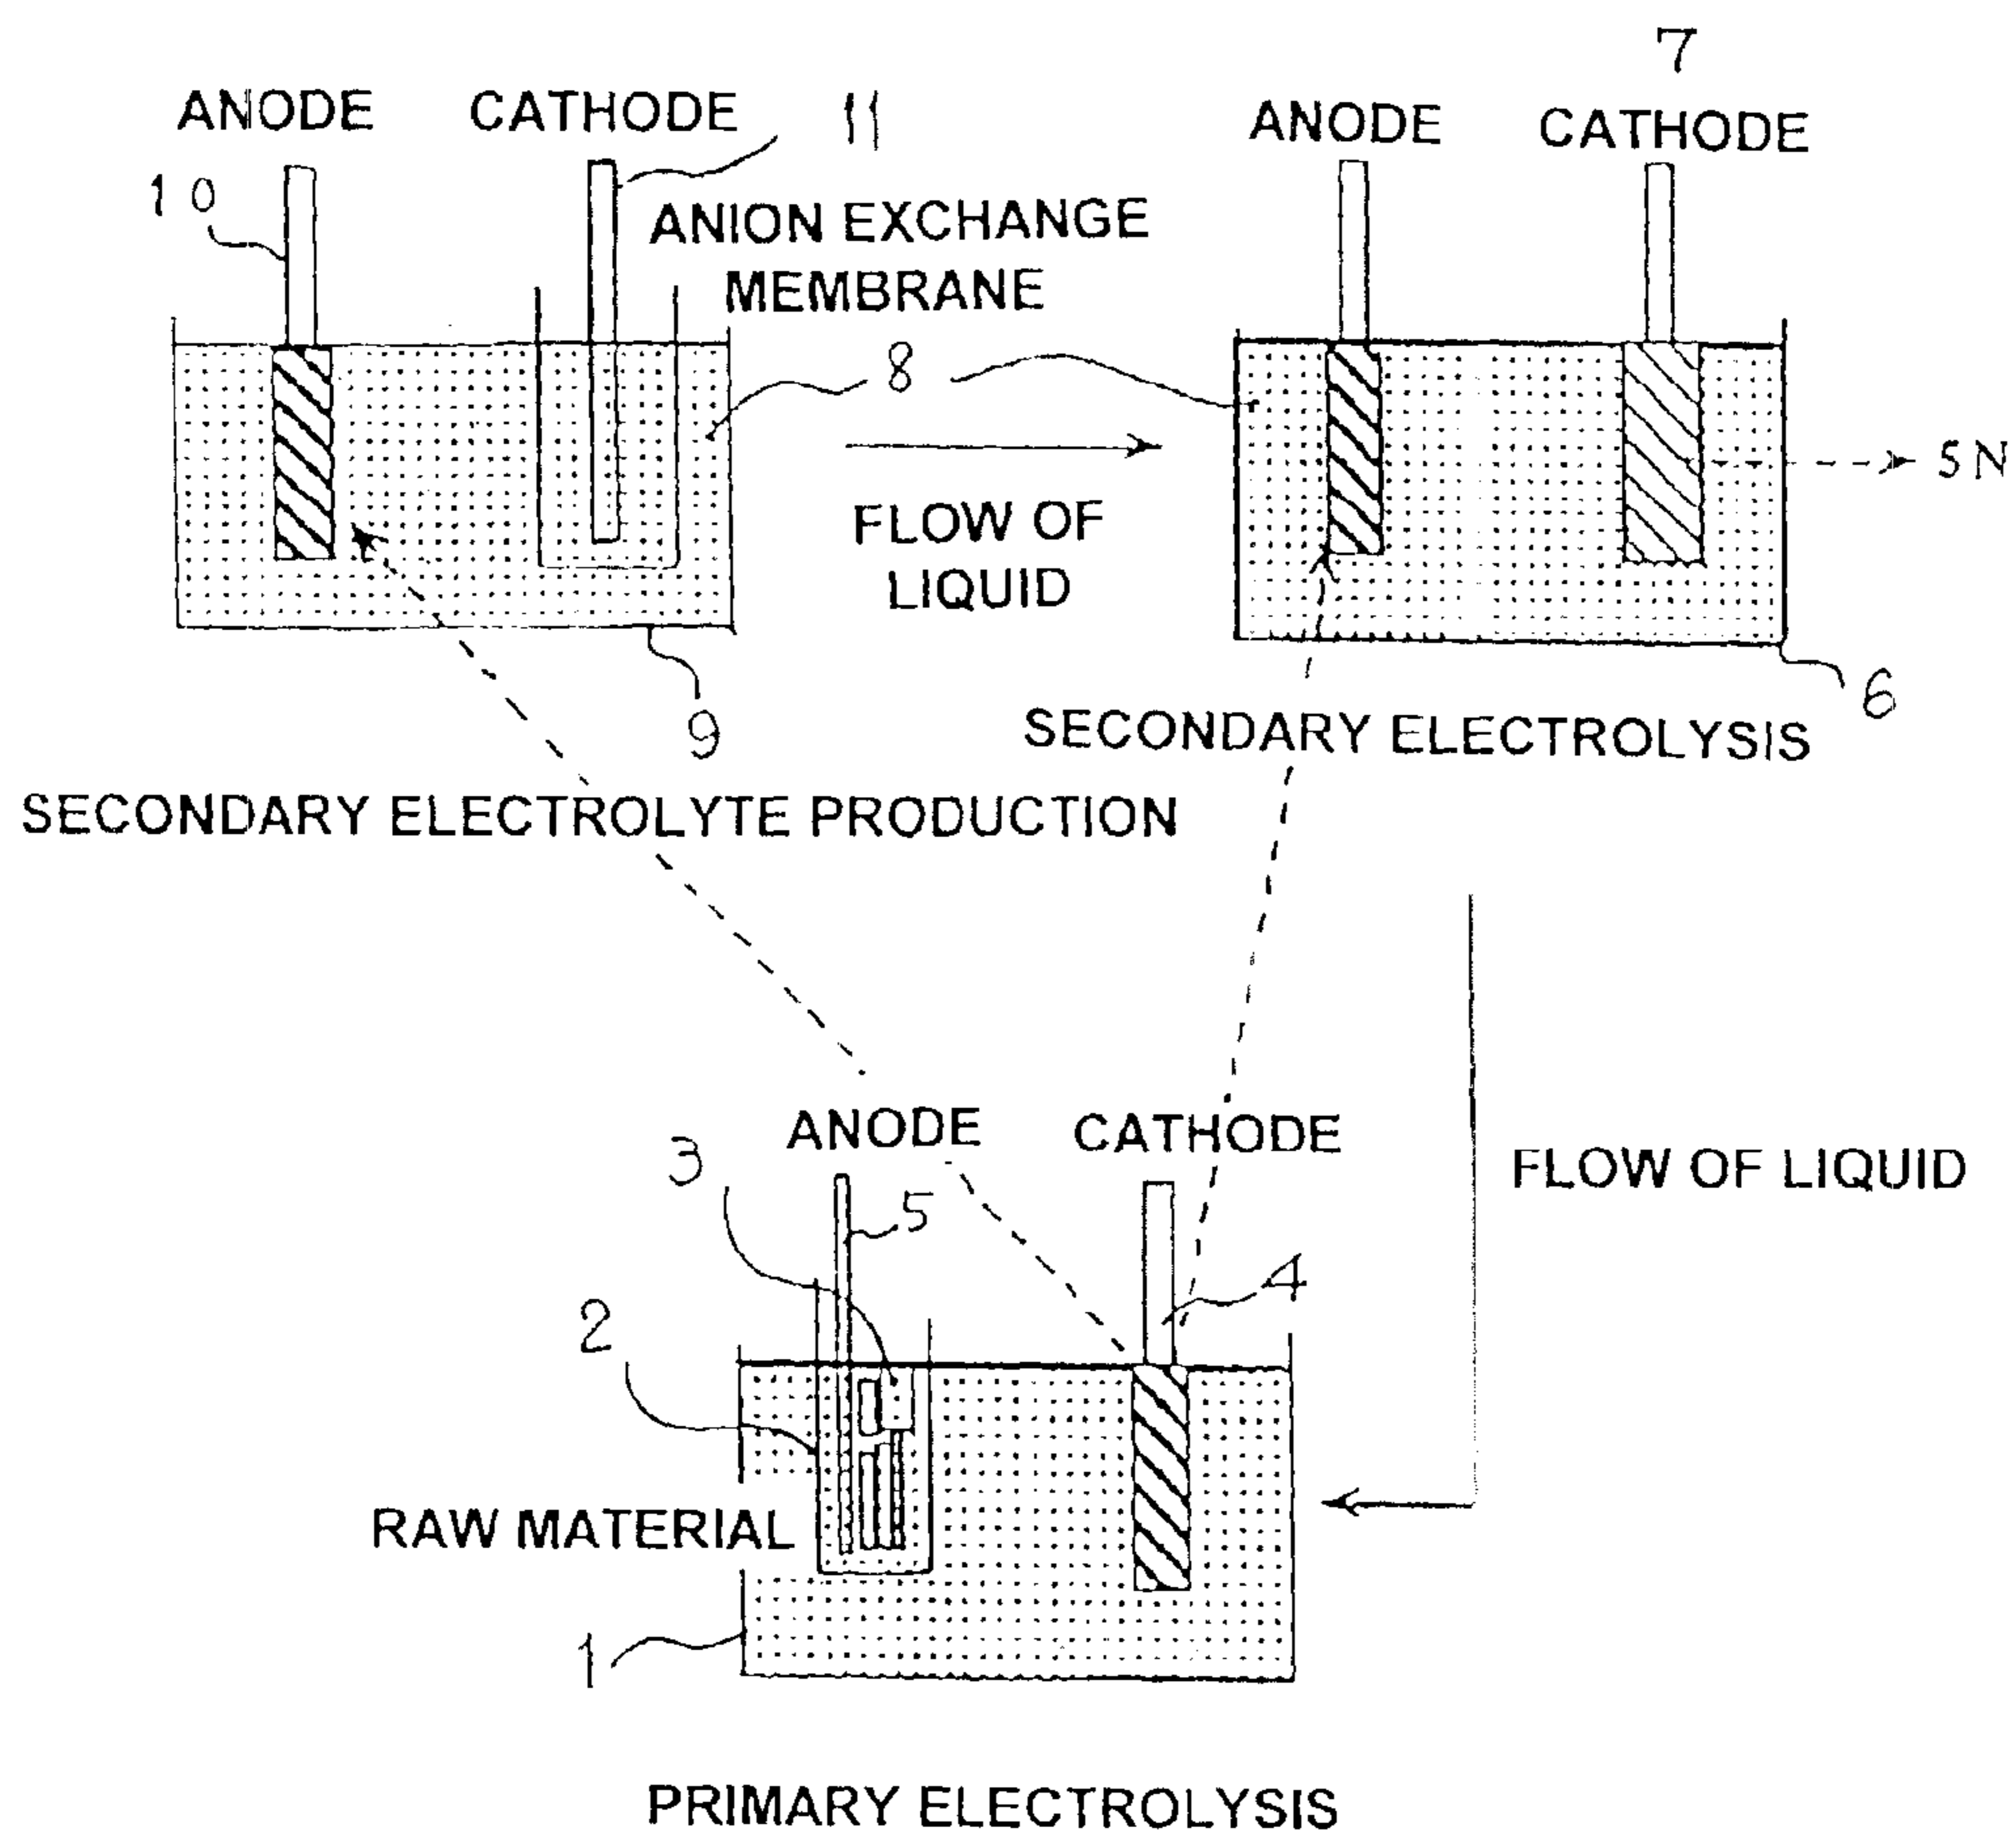 7
ANODE CATHODE 11
ANODE CATHODE
10
ANION EXCHANGE
MEMBRANE
8
SN
FLOW OF
LIQUID
9
6
SECONDARY ELECTROLYSIS
SECONDARY ELECTROLYTE PRODUCTION
ANODE CATHODE
3
5
FLOW OF LIQUID
4
2
RAW MATERIAL
1
PRIMARY ELECTROLYSIS